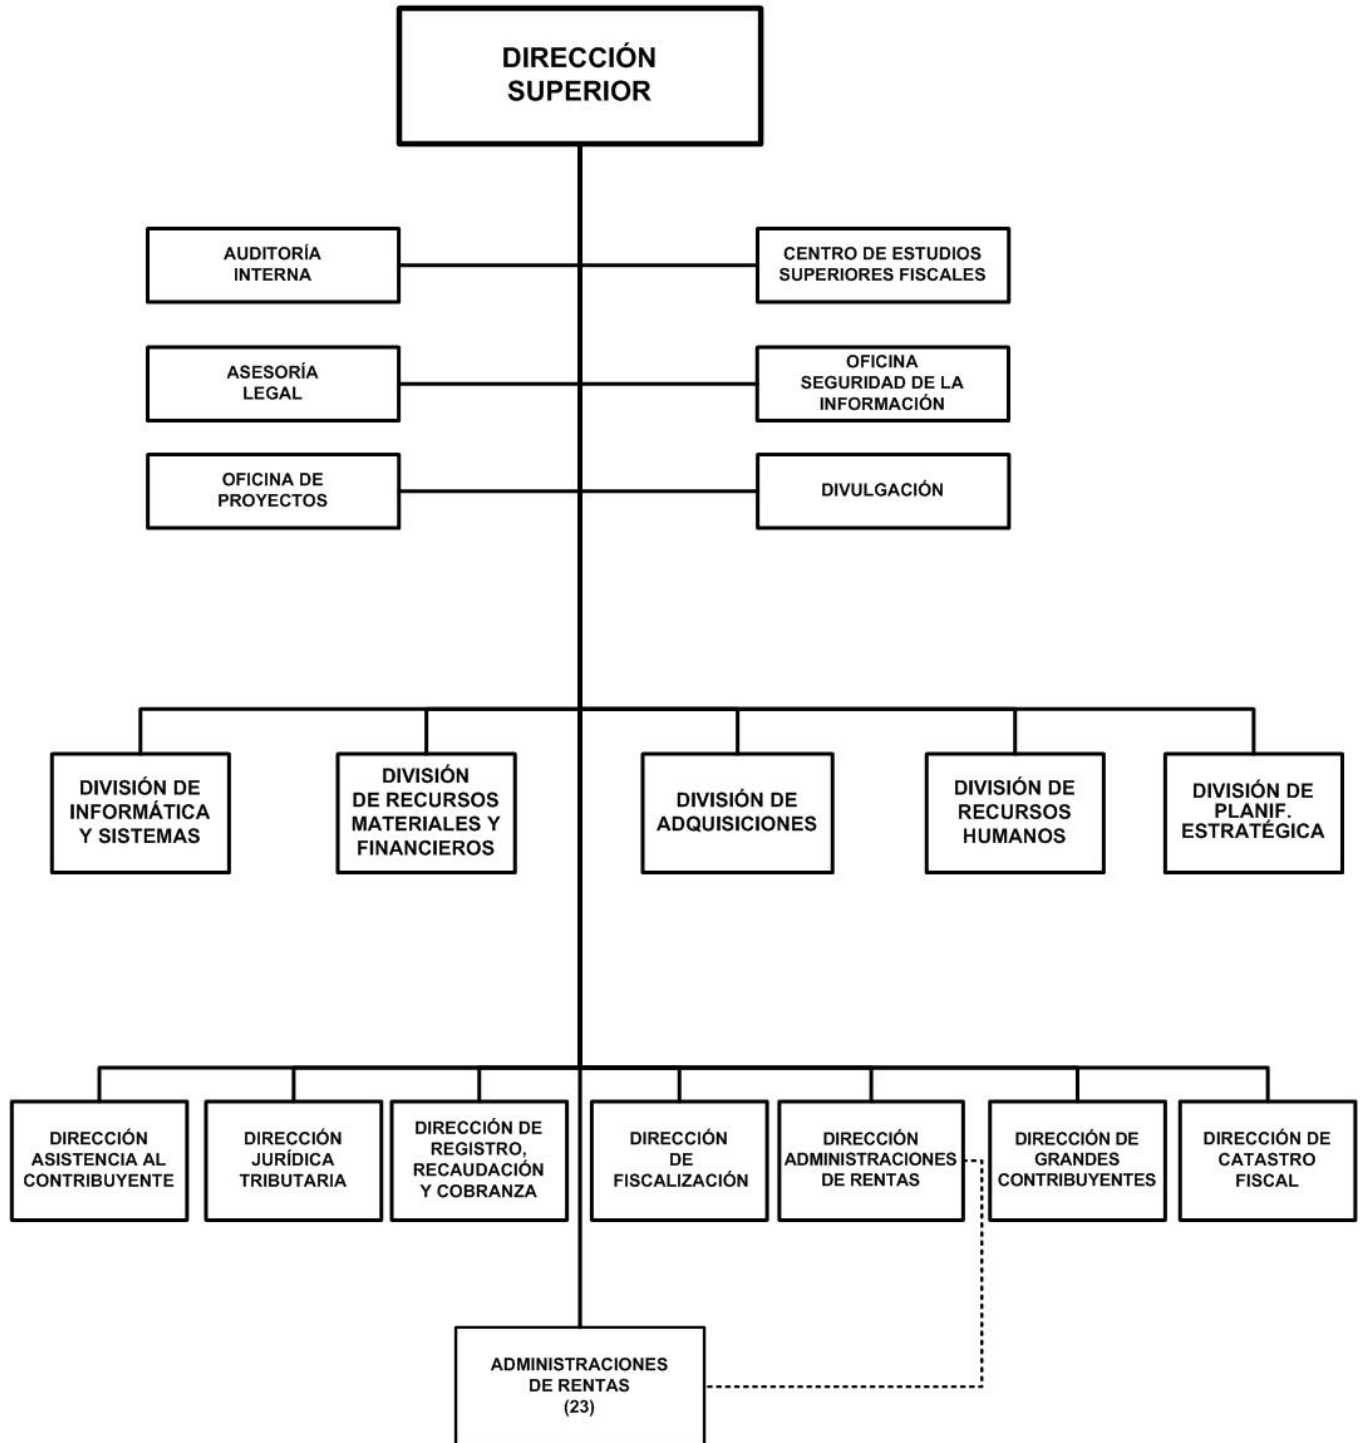 DIRECCIÓN
SUPERIOR
AUDITORÍA
INTERNA
CENTRO DE ESTUDIOS
SUPERIORES FISCALES
ASESORÍA
LEGAL
OFICINA
SEGURIDAD DE LA
INFORMACIÓN
OFICINA DE
PROYECTOS
DIVULGACIÓN
DIVISIÓN DE
INFORMÁTICA
Y SISTEMAS
DIVISIÓN
DE RECURSOS
MATERIALES Y
FINANCIEROS
DIVISIÓN DE
ADQUISICIONES
DIVISIÓN DE
RECURSOS
HUMANOS
DIVISIÓN DE
PLANIF.
ESTRATÉGICA
DIRECCIÓN
ASISTENCIA AL
CONTRIBUYENTE
DIRECCIÓN
JURÍDICA
TRIBUTARIA
DIRECCIÓN DE
REGISTRO,
RECAUDACIÓN
Y COBRANZA
DIRECCIÓN
DE
FISCALIZACIÓN
DIRECCIÓN
ADMINISTRACIONES
DE RENTAS
DIRECCIÓN DE
GRANDES
CONTRIBUYENTES
DIRECCIÓN DE
CATASTRO
FISCAL
ADMINISTRACIONES
DE RENTAS
(23)